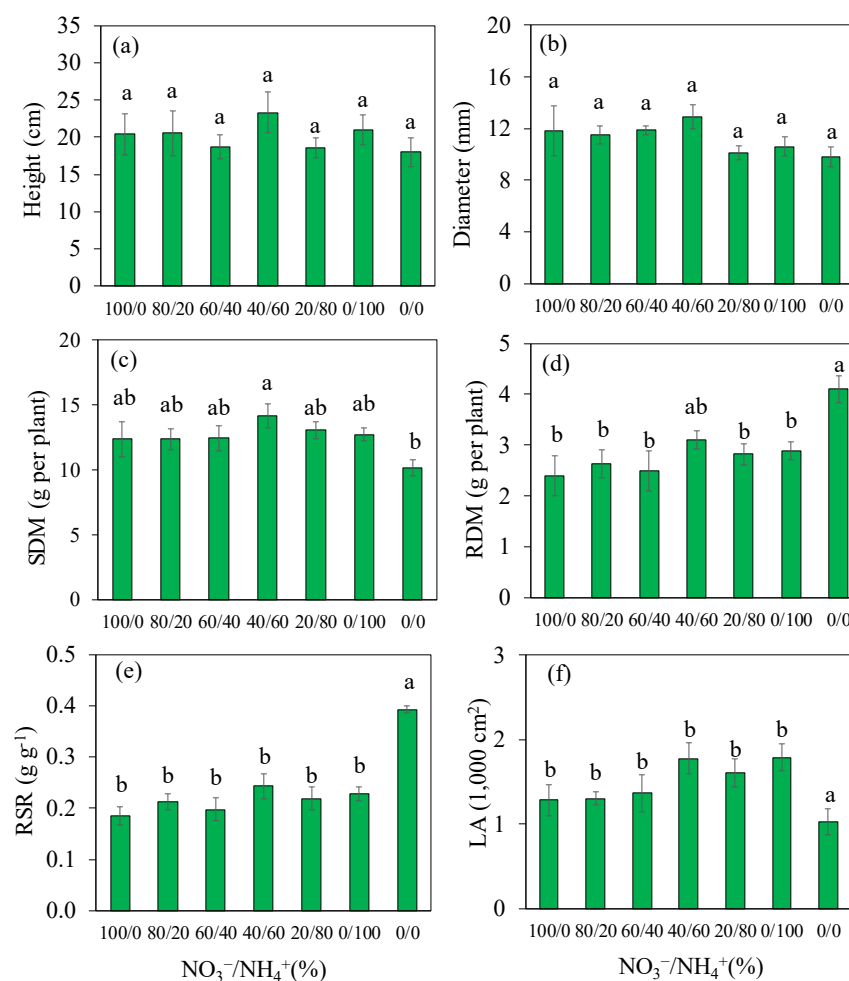 (a)
Height (cm)
35
30
25
20
15
10
5
0
a a a a a a a
100/0 80/20 60/40 40/60 20/80 0/100 0/0
(b)
Diameter (mm)
20
16
12
8
4
0
a a a a a a a
100/0 80/20 60/40 40/60 20/80 0/100 0/0
(c)
SDM (g per plant)
20
15
10
5
0
ab ab ab a ab ab b
100/0 80/20 60/40 40/60 20/80 0/100 0/0
(d)
RDM (g per plant)
5
4
3
2
1
0
b b b ab b b a
100/0 80/20 60/40 40/60 20/80 0/100 0/0
(e)
RSR (g g⁻¹)
0.5
0.4
0.3
0.2
0.1
0.0
b b b b b b a
100/0 80/20 60/40 40/60 20/80 0/100 0/0
NO₃⁻/NH₄⁺(%)
(f)
LA (1,000 cm²)
3
2
1
0
b b b b b b a
100/0 80/20 60/40 40/60 20/80 0/100 0/0
NO₃⁻/NH₄⁺(%)